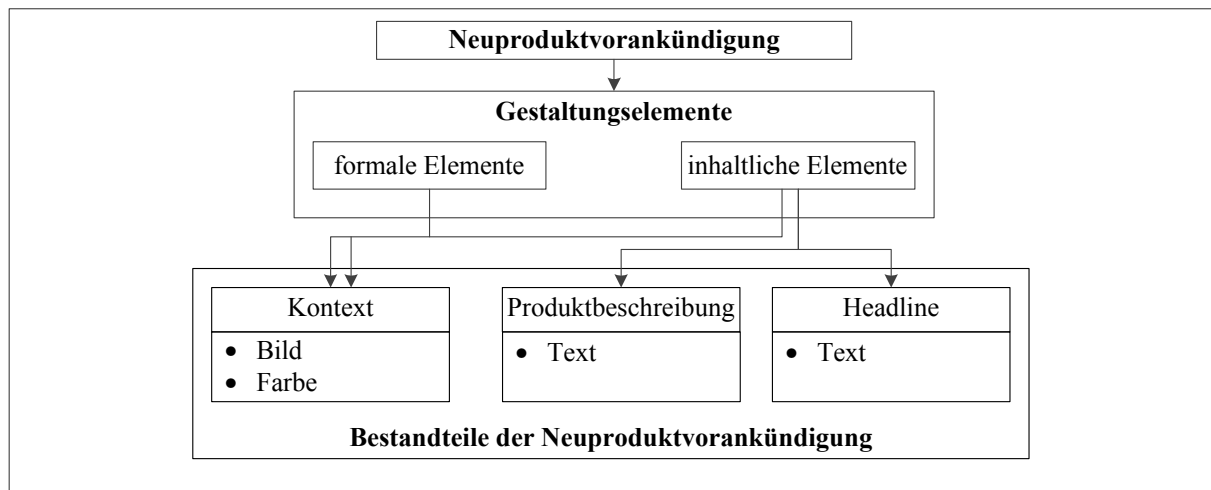 Neuproduktvorankündigung
Gestaltungselemente
formale Elemente
inhaltliche Elemente
Kontext
• Bild
• Farbe
Produktbeschreibung
• Text
Headline
• Text
Bestandteile der Neuproduktvorankündigung